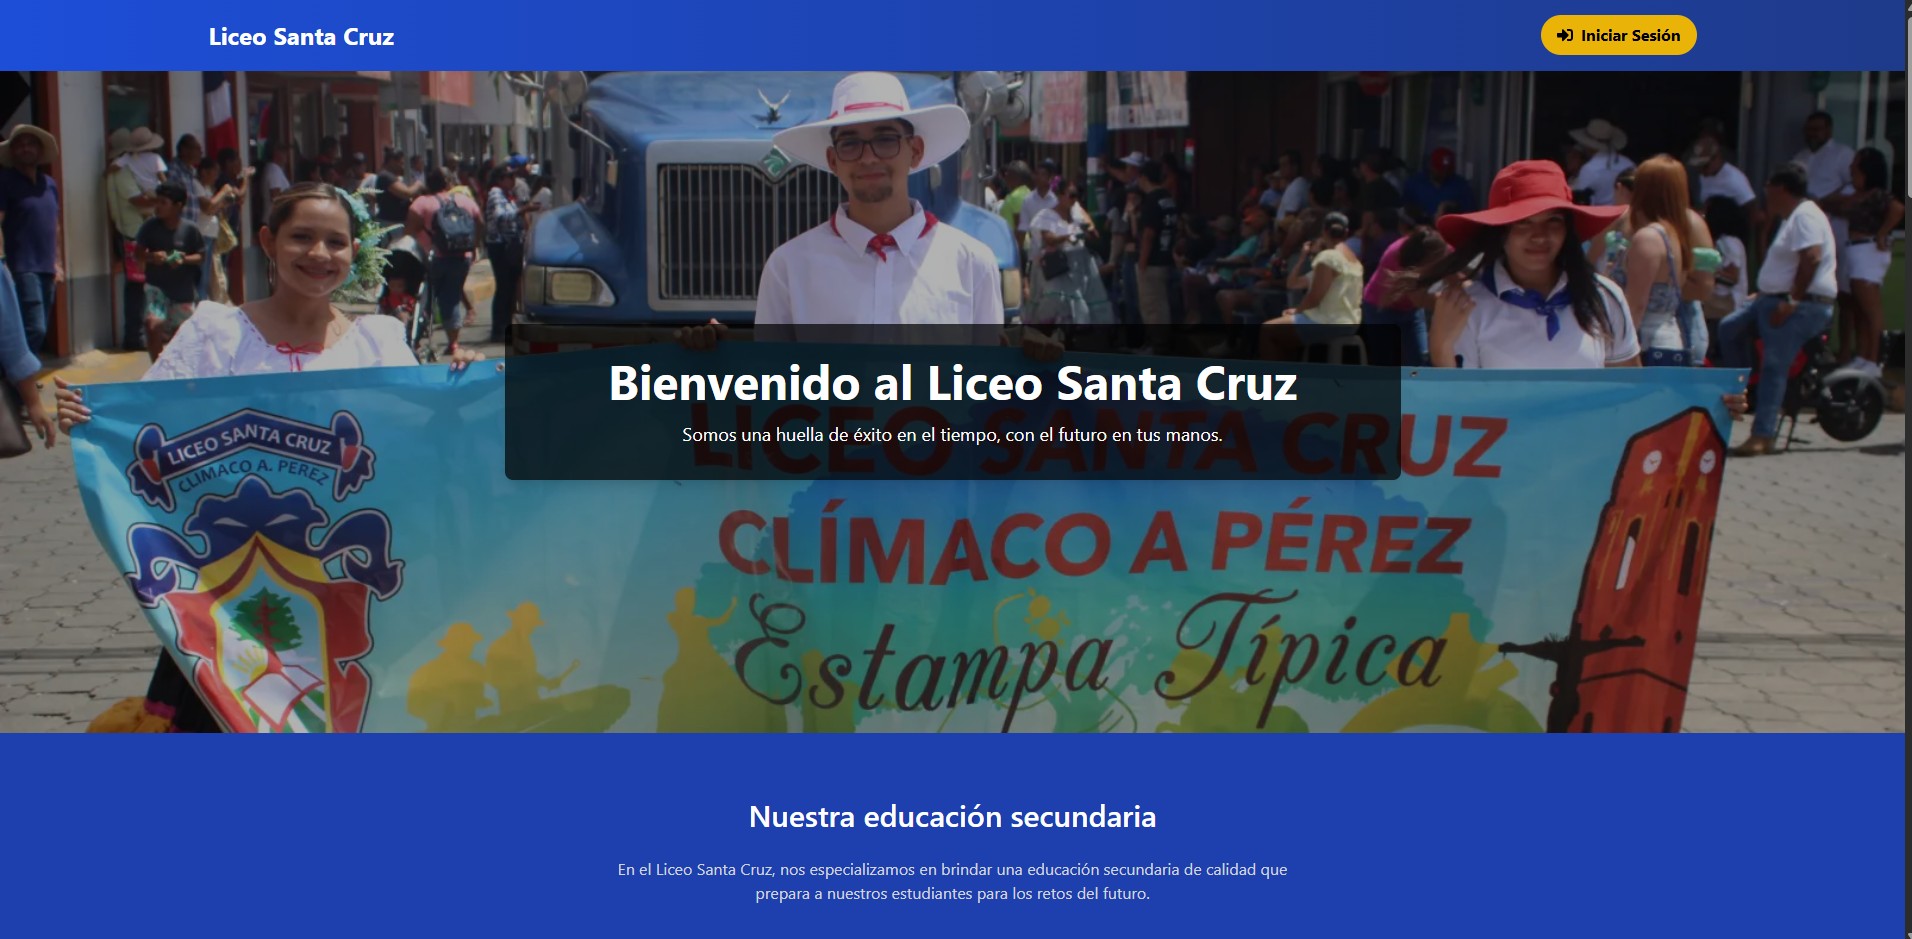 Liceo Santa Cruz
Iniciar Sesión
Bienvenido al Liceo Santa Cruz
Somos una huella de éxito en el tiempo, con el futuro en tus manos.
LICEO SANTA CRUZ
CLÍMACO A. PÉREZ
LICEO SANTA CRUZ
CLÍMACO A PÉREZ
Estampa Típica
Nuestra educación secundaria
En el Liceo Santa Cruz, nos especializamos en brindar una educación secundaria de calidad que
prepara a nuestros estudiantes para los retos del futuro.